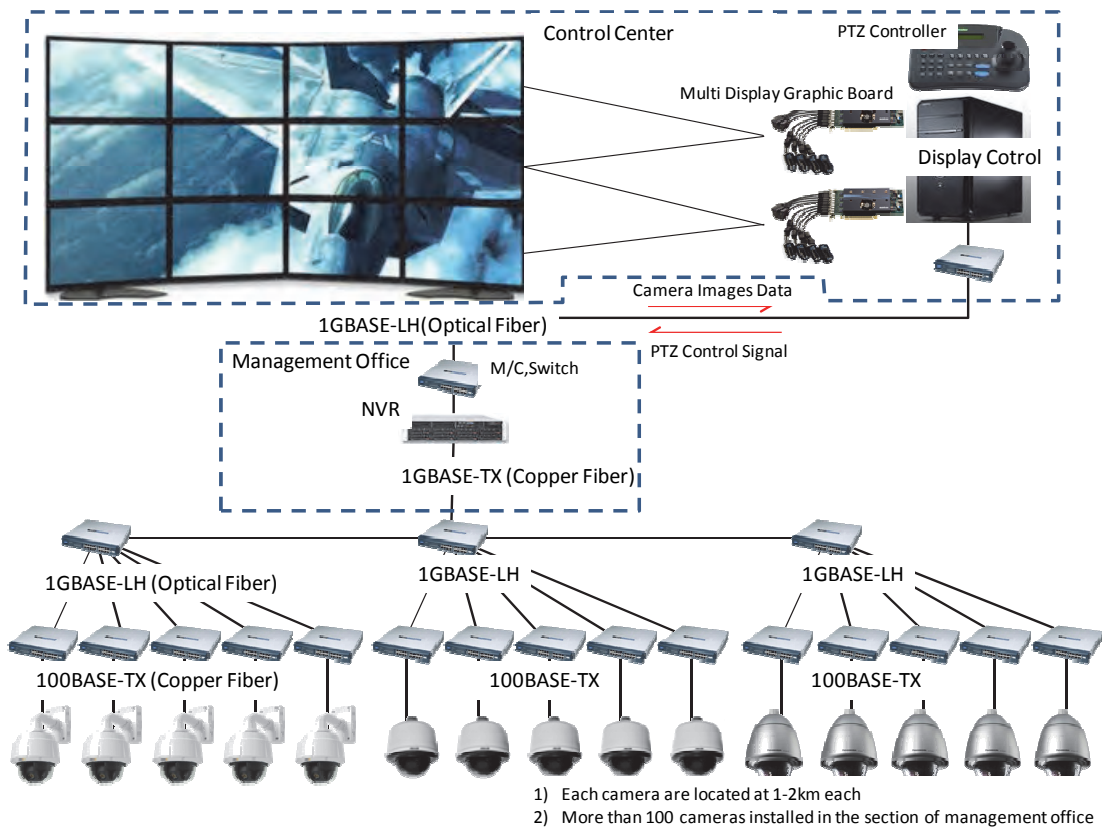 Control Center
PTZ Controller
Multi Display Graphic Board
Display Cotrol
Camera Images Data
1GBASE-LH(Optical Fiber)
PTZ Control Signal
Management Office
M/C,Switch
NVR
1GBASE-TX (Copper Fiber)
1GBASE-LH (Optical Fiber)
1GBASE-LH
1GBASE-LH
100BASE-TX (Copper Fiber)
100BASE-TX
100BASE-TX
1) Each camera are located at 1-2km each
2) More than 100 cameras installed in the section of management office